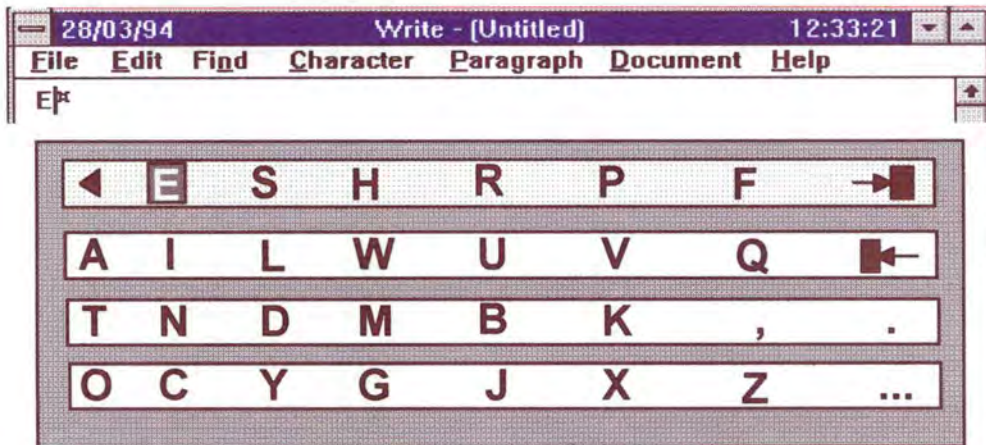 28/03/94 Write - (Untitled) 12:33:21
File Edit Find Character Paragraph Document Help
E¤
E S H R P F
A I L W U V Q
T N D M B K , .
O C Y G J X Z ...